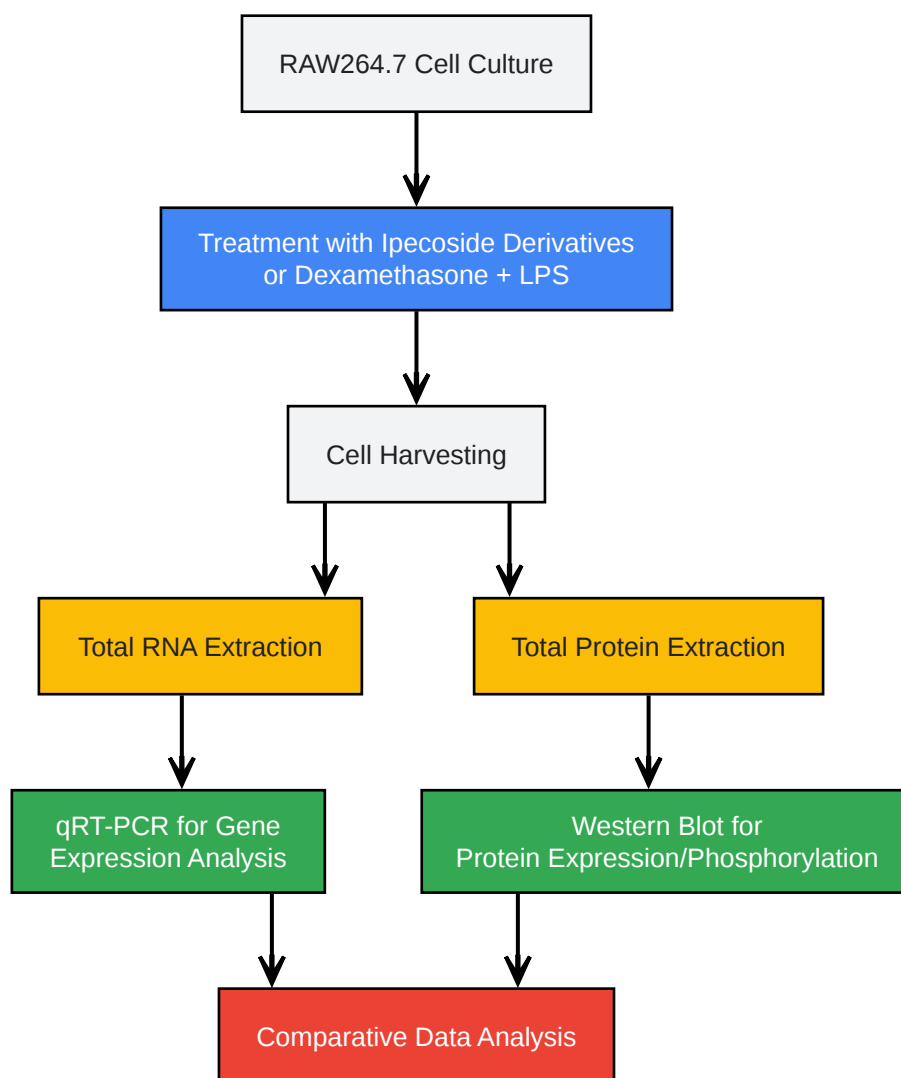 RAW264.7 Cell Culture
Treatment with Ipecoside Derivatives
or Dexamethasone + LPS
Cell Harvesting
Total RNA Extraction
Total Protein Extraction
qRT-PCR for Gene
Expression Analysis
Western Blot for
Protein Expression/Phosphorylation
Comparative Data Analysis